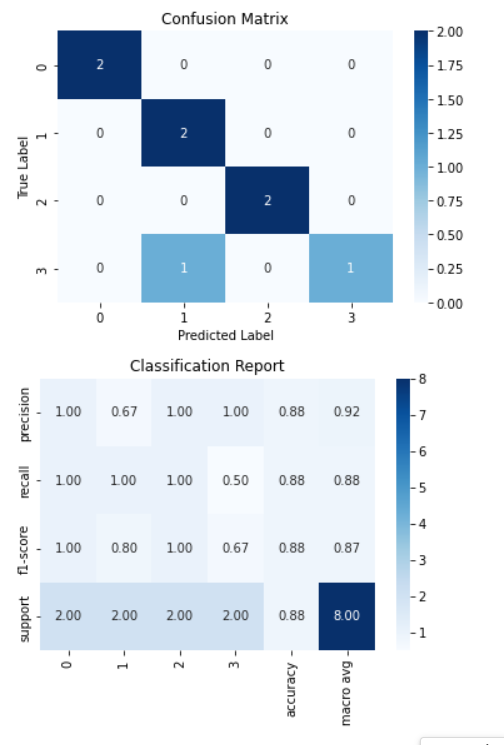 Confusion Matrix
2 0 0 0
0 2 0 0
0 0 2 0
0 1 0 1
0 1 2 3
True Label
0 1 2 3
Predicted Label
2.00
1.75
1.50
1.25
1.00
0.75
0.50
0.25
0.00
Classification Report
precision 1.00 0.67 1.00 1.00 0.88 0.92
recall 1.00 1.00 1.00 0.50 0.88 0.88
f1-score 1.00 0.80 1.00 0.67 0.88 0.87
support 2.00 2.00 2.00 2.00 0.88 8.00
0 1 2 3 accuracy macro avg
8
7
6
5
4
3
2
1